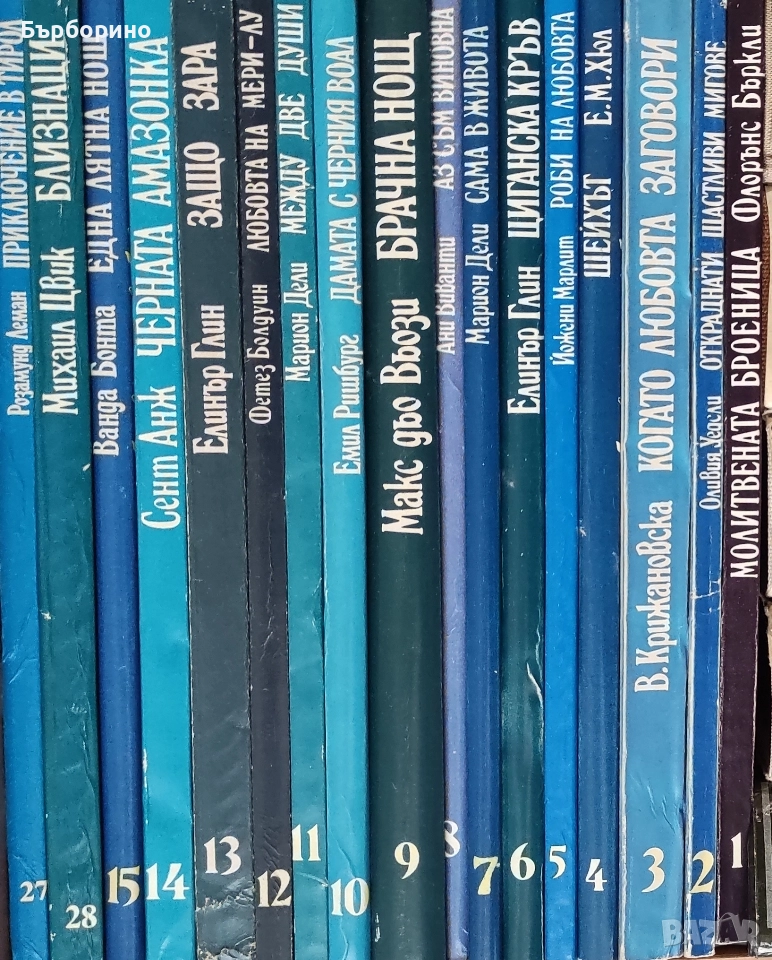 Бърборино
Розамунд Леман ПРИКЛЮЧЕНИЕ В ТИРОЛ
27
Михаил Цвик БЛИЗНАЦИ
28
Ванда Бонта ЕДНА ЛЯТНА НОЩ
15
Сент Анж ЧЕРНАТА АМАЗОНКА
14
Елинър Глин ЗАЩО ЗАРА
13
Фетез Болдуин ЛЮБОВТА НА МЕРИ-ЛУ
12
Марион Дели МЕЖДУ ДВЕ ДУШИ
11
Емил Ришбург ДАМАТА С ЧЕРНИЯ ВОАЛ
10
Макс дьо Вьози БРАЧНА НОЩ
9
Ани Виванти АЗ СЪМ ВИНОВНА
8
Марион Дели САМА В ЖИВОТА
7
Елинър Глин ЦИГАНСКА КРЪВ
6
Йожени Марлит РОБИ НА ЛЮБОВТА
5
ШЕЙХЪТ Е.М.Хюл
4
В.Крижановска КОГАТО ЛЮБОВТА ЗАГОВОРИ
3
Оливия Уедсли ОТКРАДНАТИ ЩАСТЛИВИ МИГОВЕ
2
МОЛИТВЕНАТА БРОЕНИЦА Флорънс Бъркли
1
BAZAR